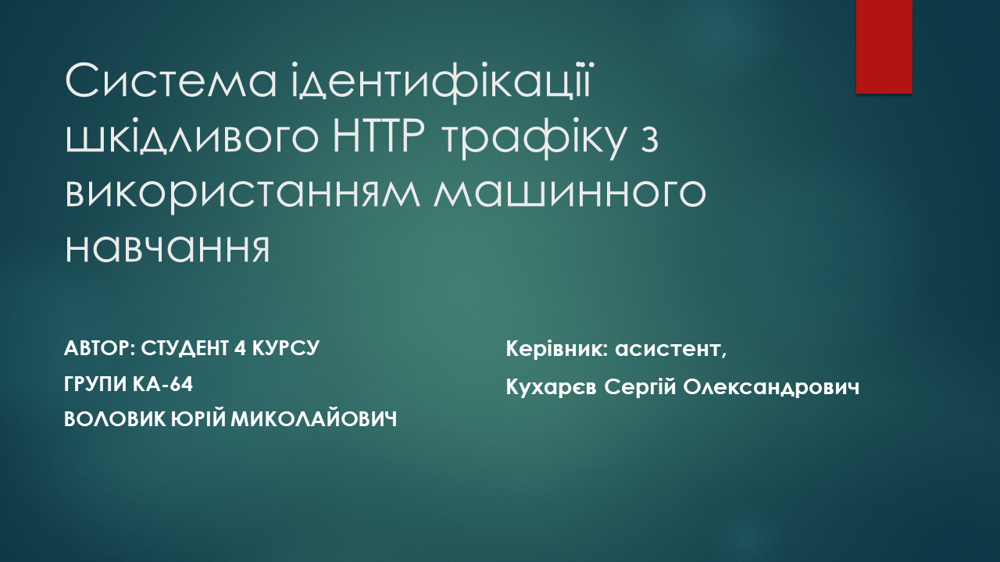 Система ідентифікації
шкідливого HTTP трафіку з
використанням машинного
навчання
АВТОР: СТУДЕНТ 4 КУРСУ
ГРУПИ КА-64
ВОЛОВИК ЮРІЙ МИКОЛАЙОВИЧ
Керівник: асистент,
Кухарєв Сергій Олександрович